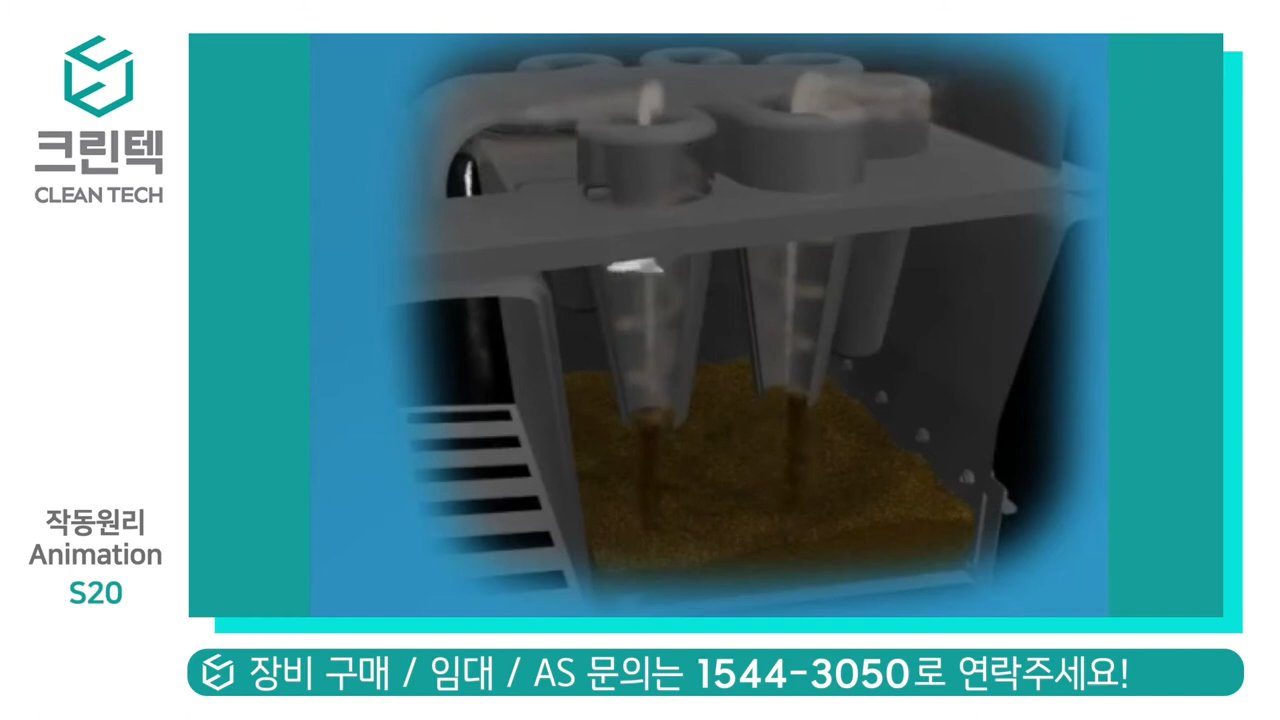 크린텍
CLEAN TECH
작동원리
Animation
S20
장비 구매 / 임대 / AS 문의는 1544-3050로 연락주세요!